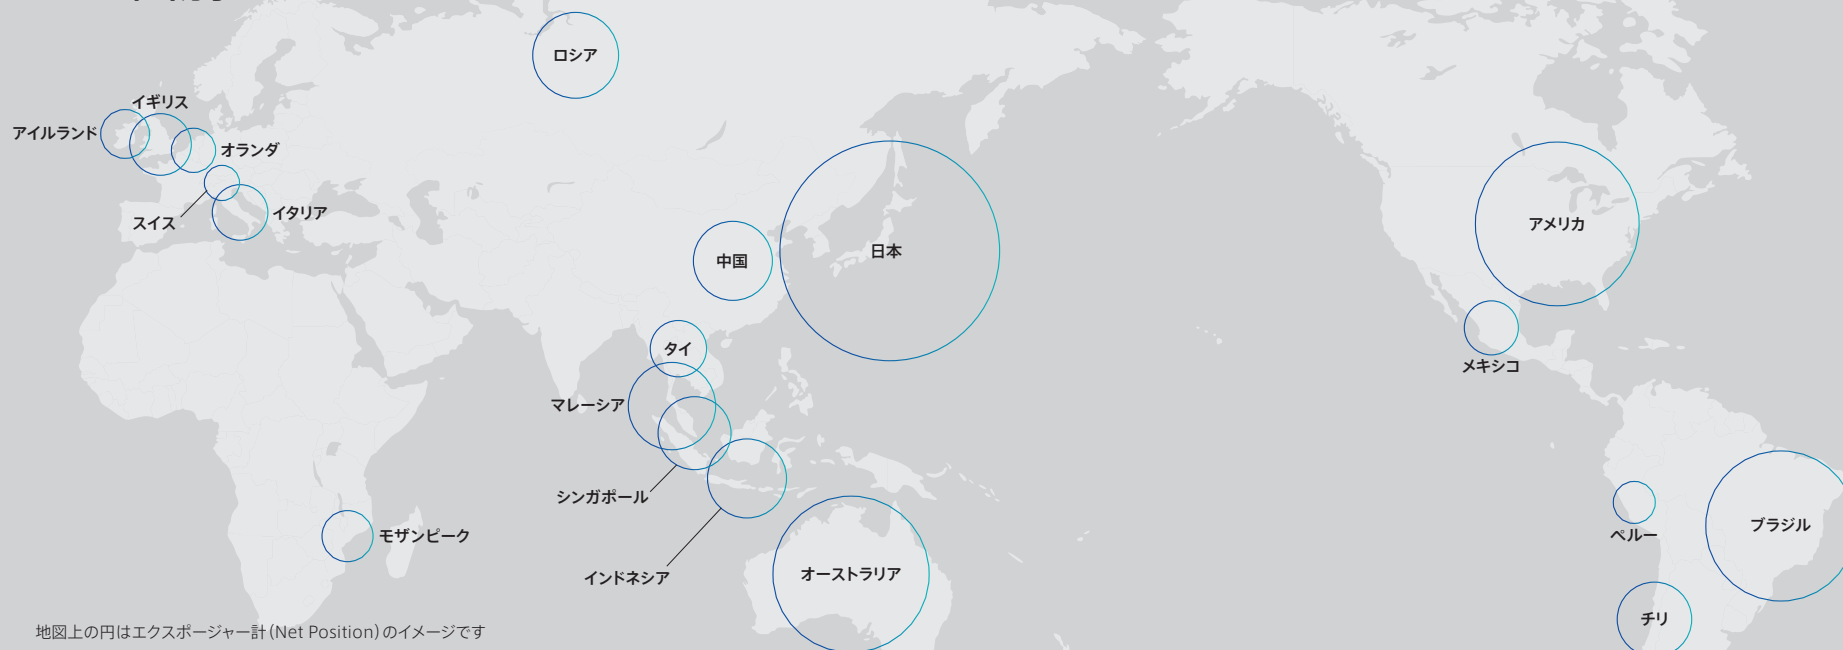 ロシア
イギリス
アイルランド
オランダ
スイス
イタリア
アメリカ
日本
中国
タイ
メキシコ
マレーシア
シンガポール
インドネシア
モザンビーク
オーストラリア
ペルー
ブラジル
チリ
地図上の円はエクスポージャー計(Net Position)のイメージです